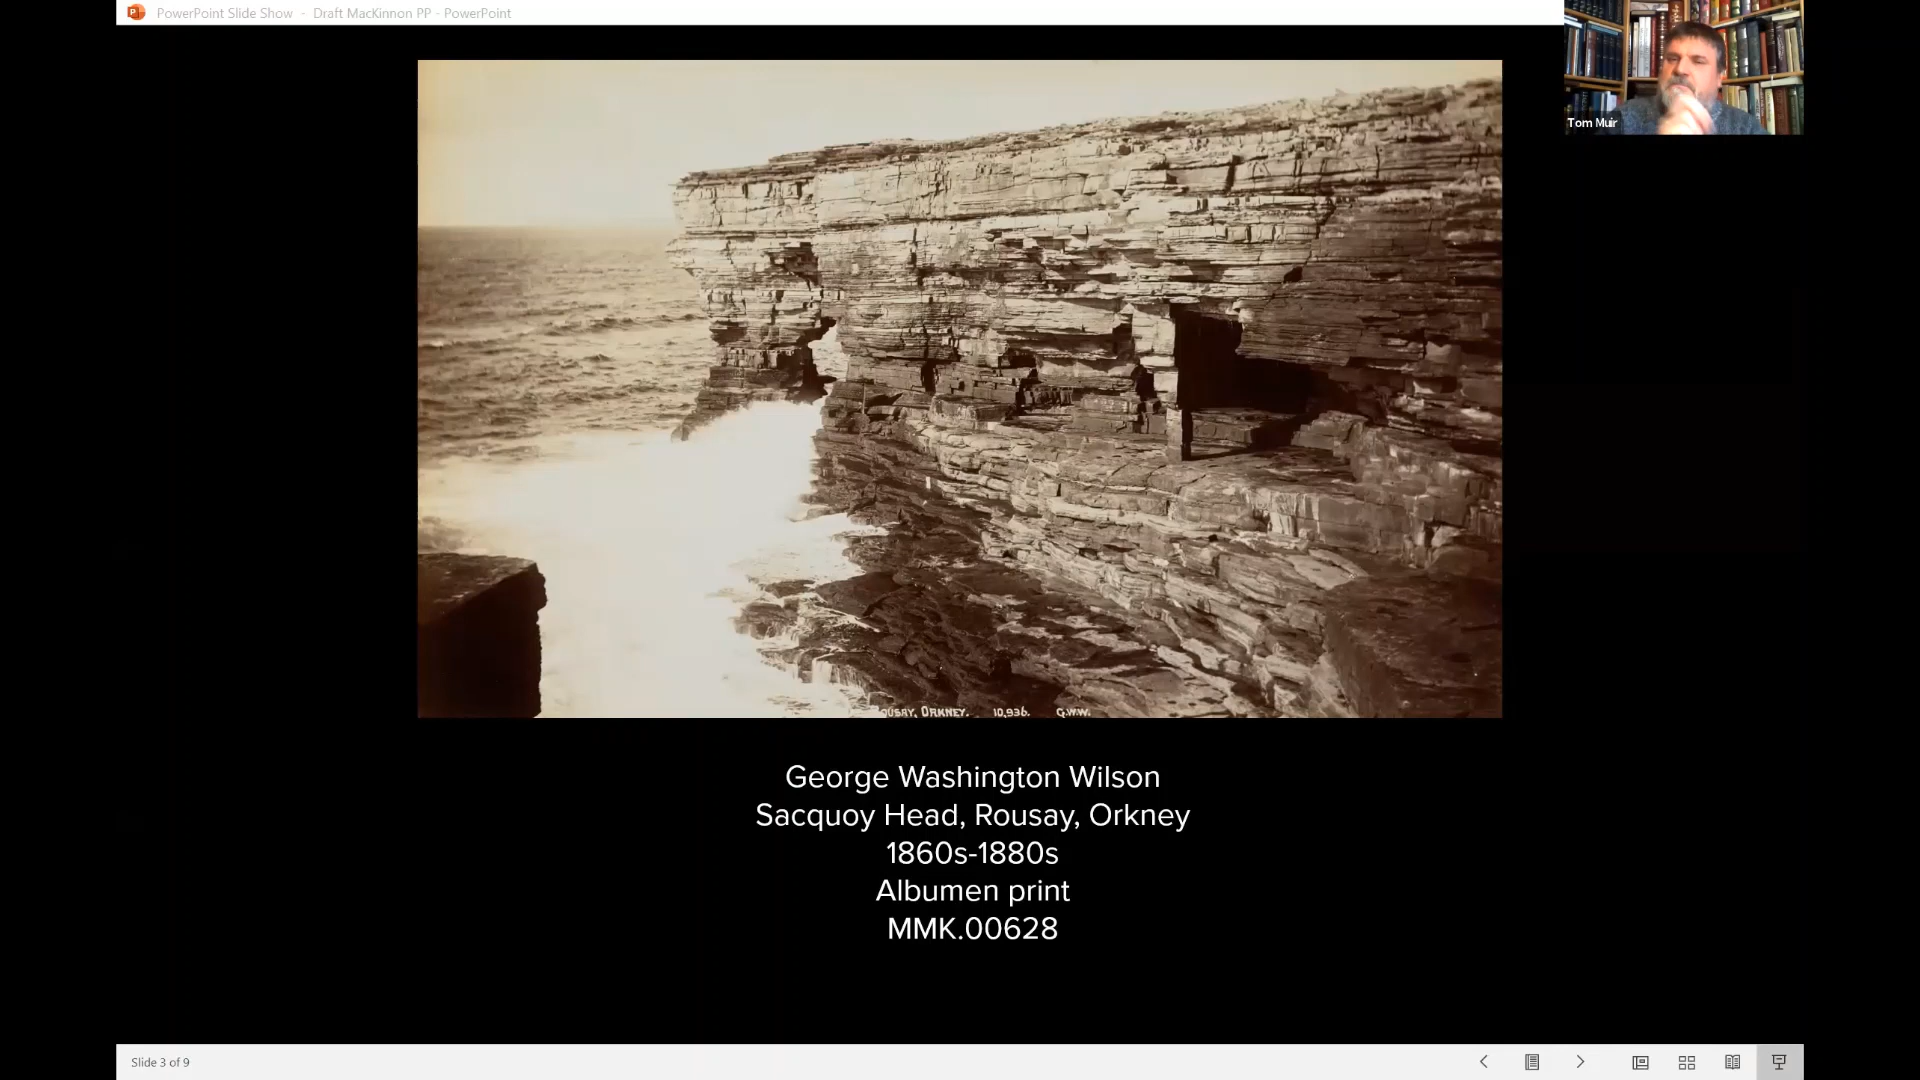 PowerPoint Slide Show - Draft MacKinnon PP - PowerPoint
Tom Muir
ORKNEY. 10,936. G.W.W.
George Washington Wilson
Sacquoy Head, Rousay, Orkney
1860s-1880s
Albumen print
MMK.00628
Slide 3 of 9